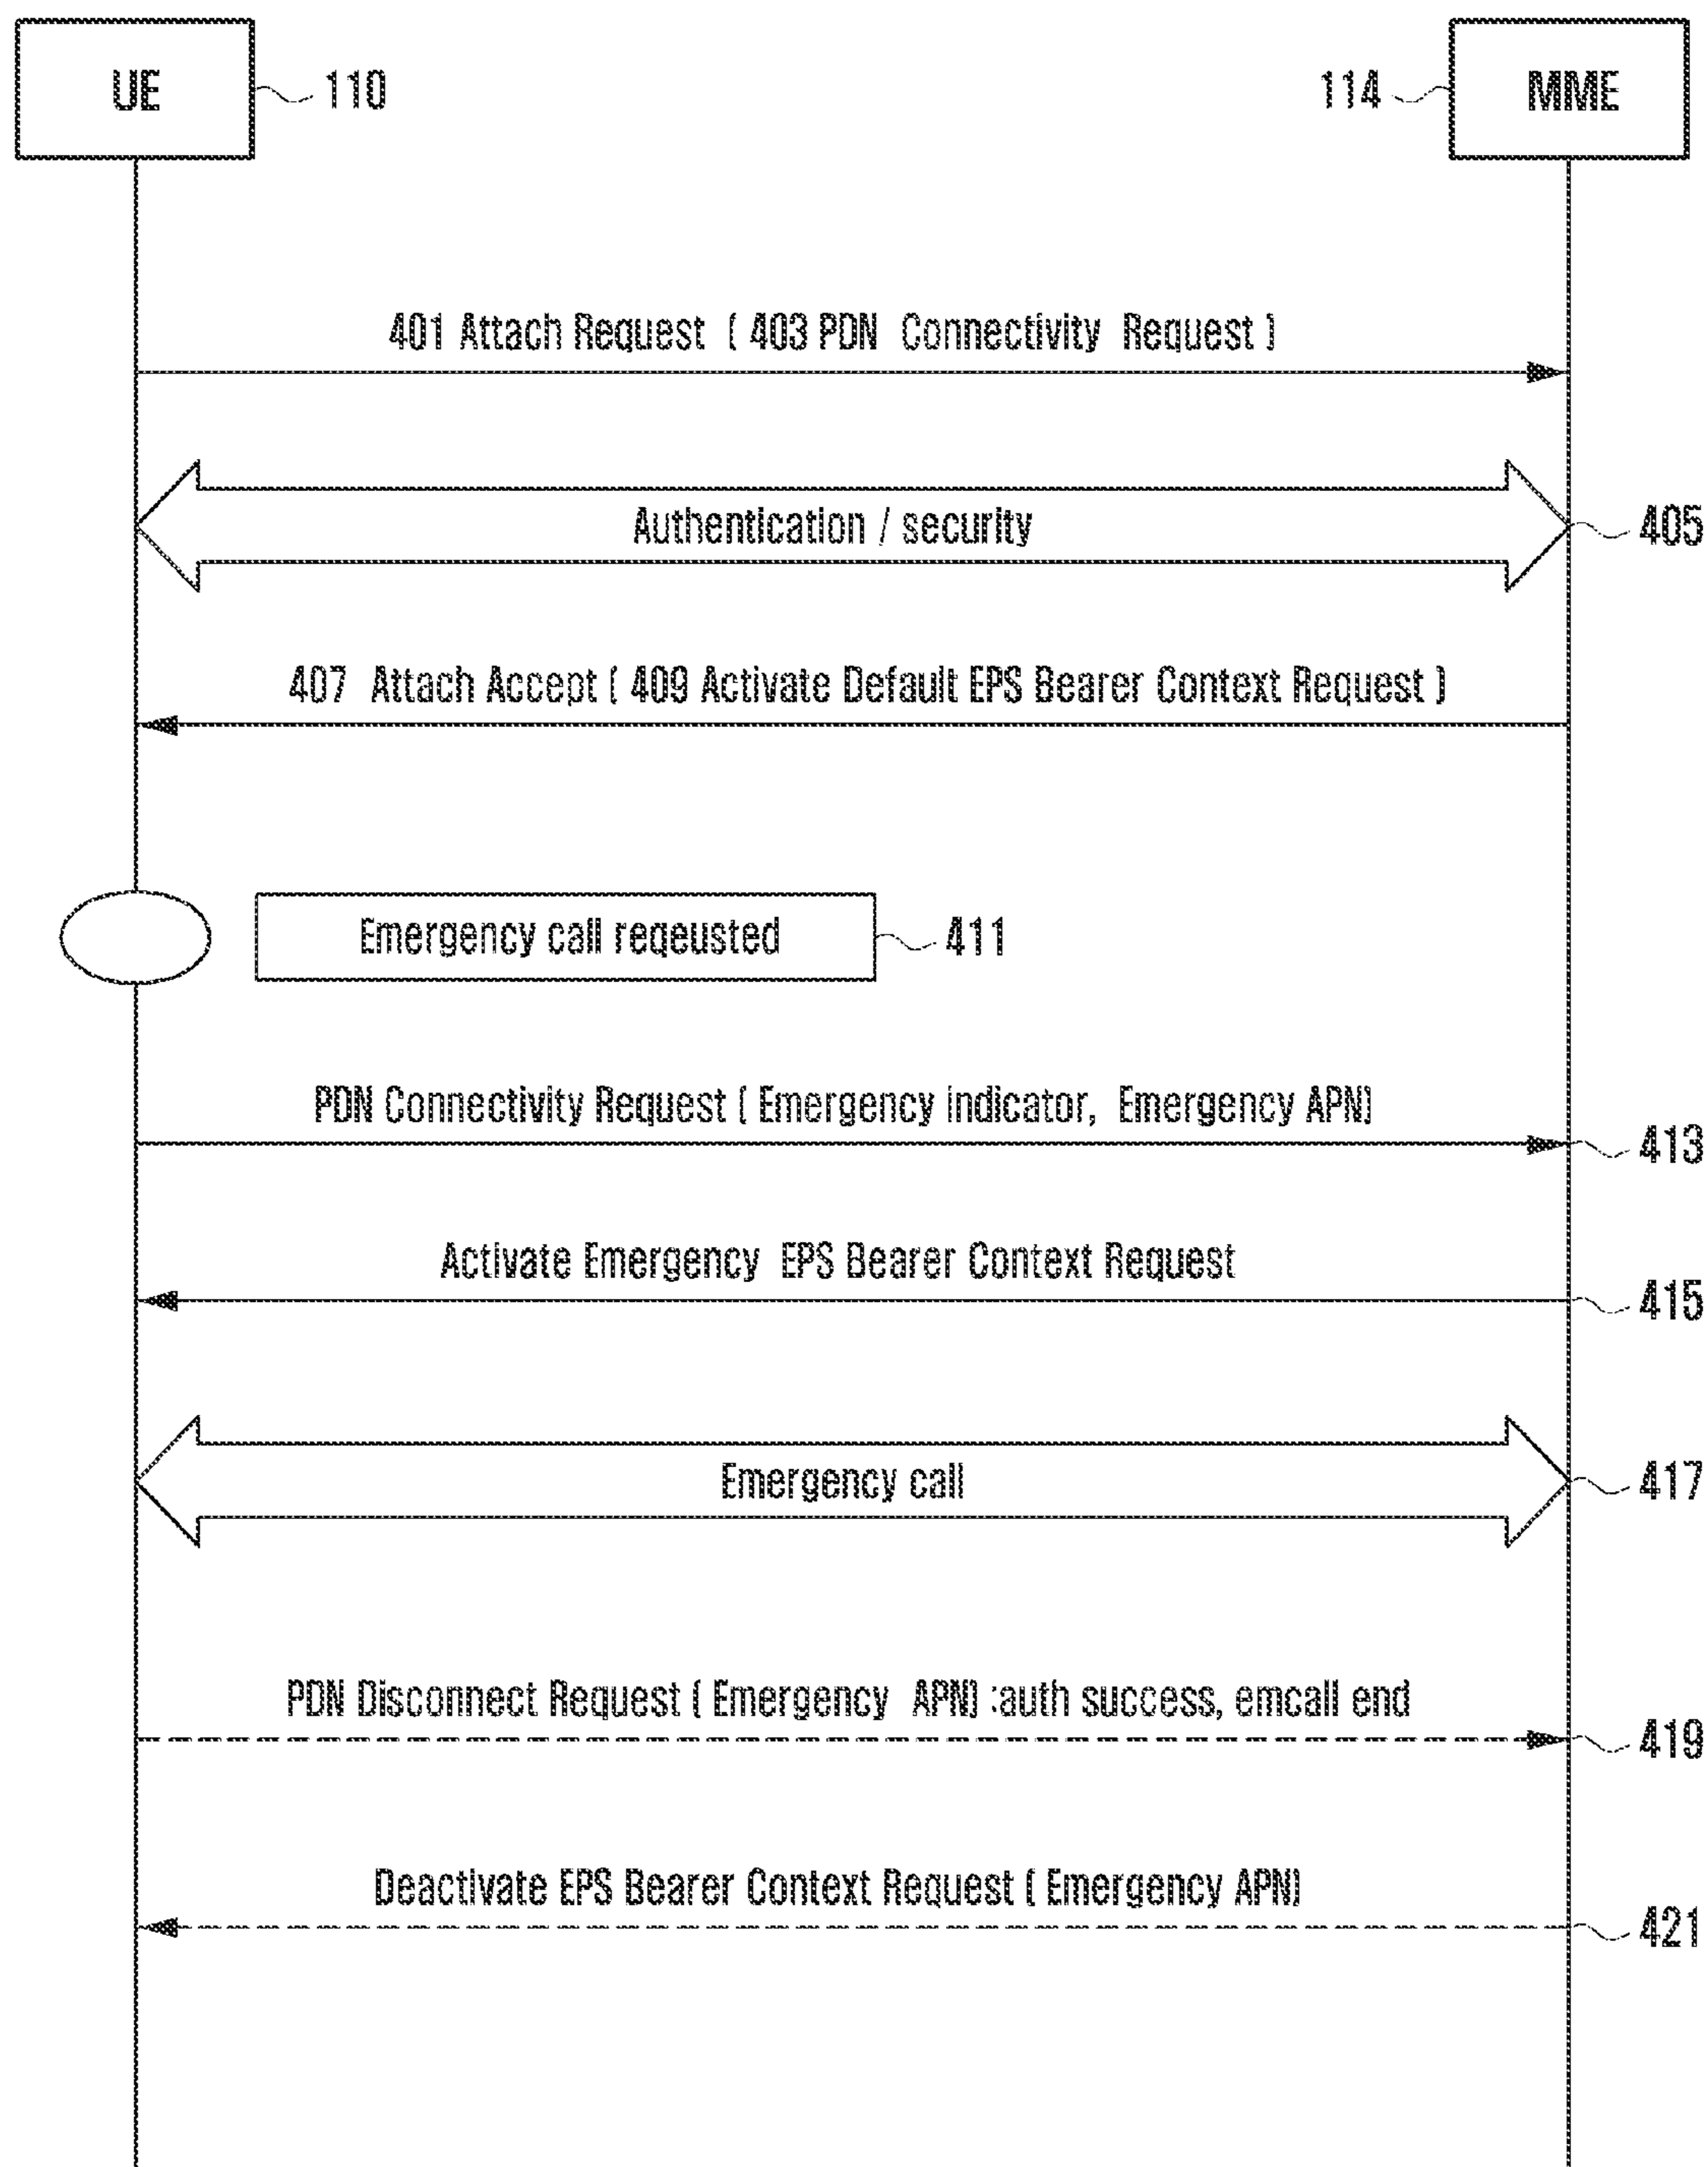 UE 110 114 MME
401 Attach Request ( 403 PDN Connectivity Request )
Authentication / security 405
407 Attach Accept ( 409 Activate Default EPS Bearer Context Request )
Emergency call reqeusted 411
PDN Connectivity Request ( Emergency indicator, Emergency APN)
413
Activate Emergency EPS Bearer Context Request
415
Emergency call 417
PDN Disconnect Request ( Emergency APN) :auth success, emcall end
419
Deactivate EPS Bearer Context Request ( Emergency APN)
421